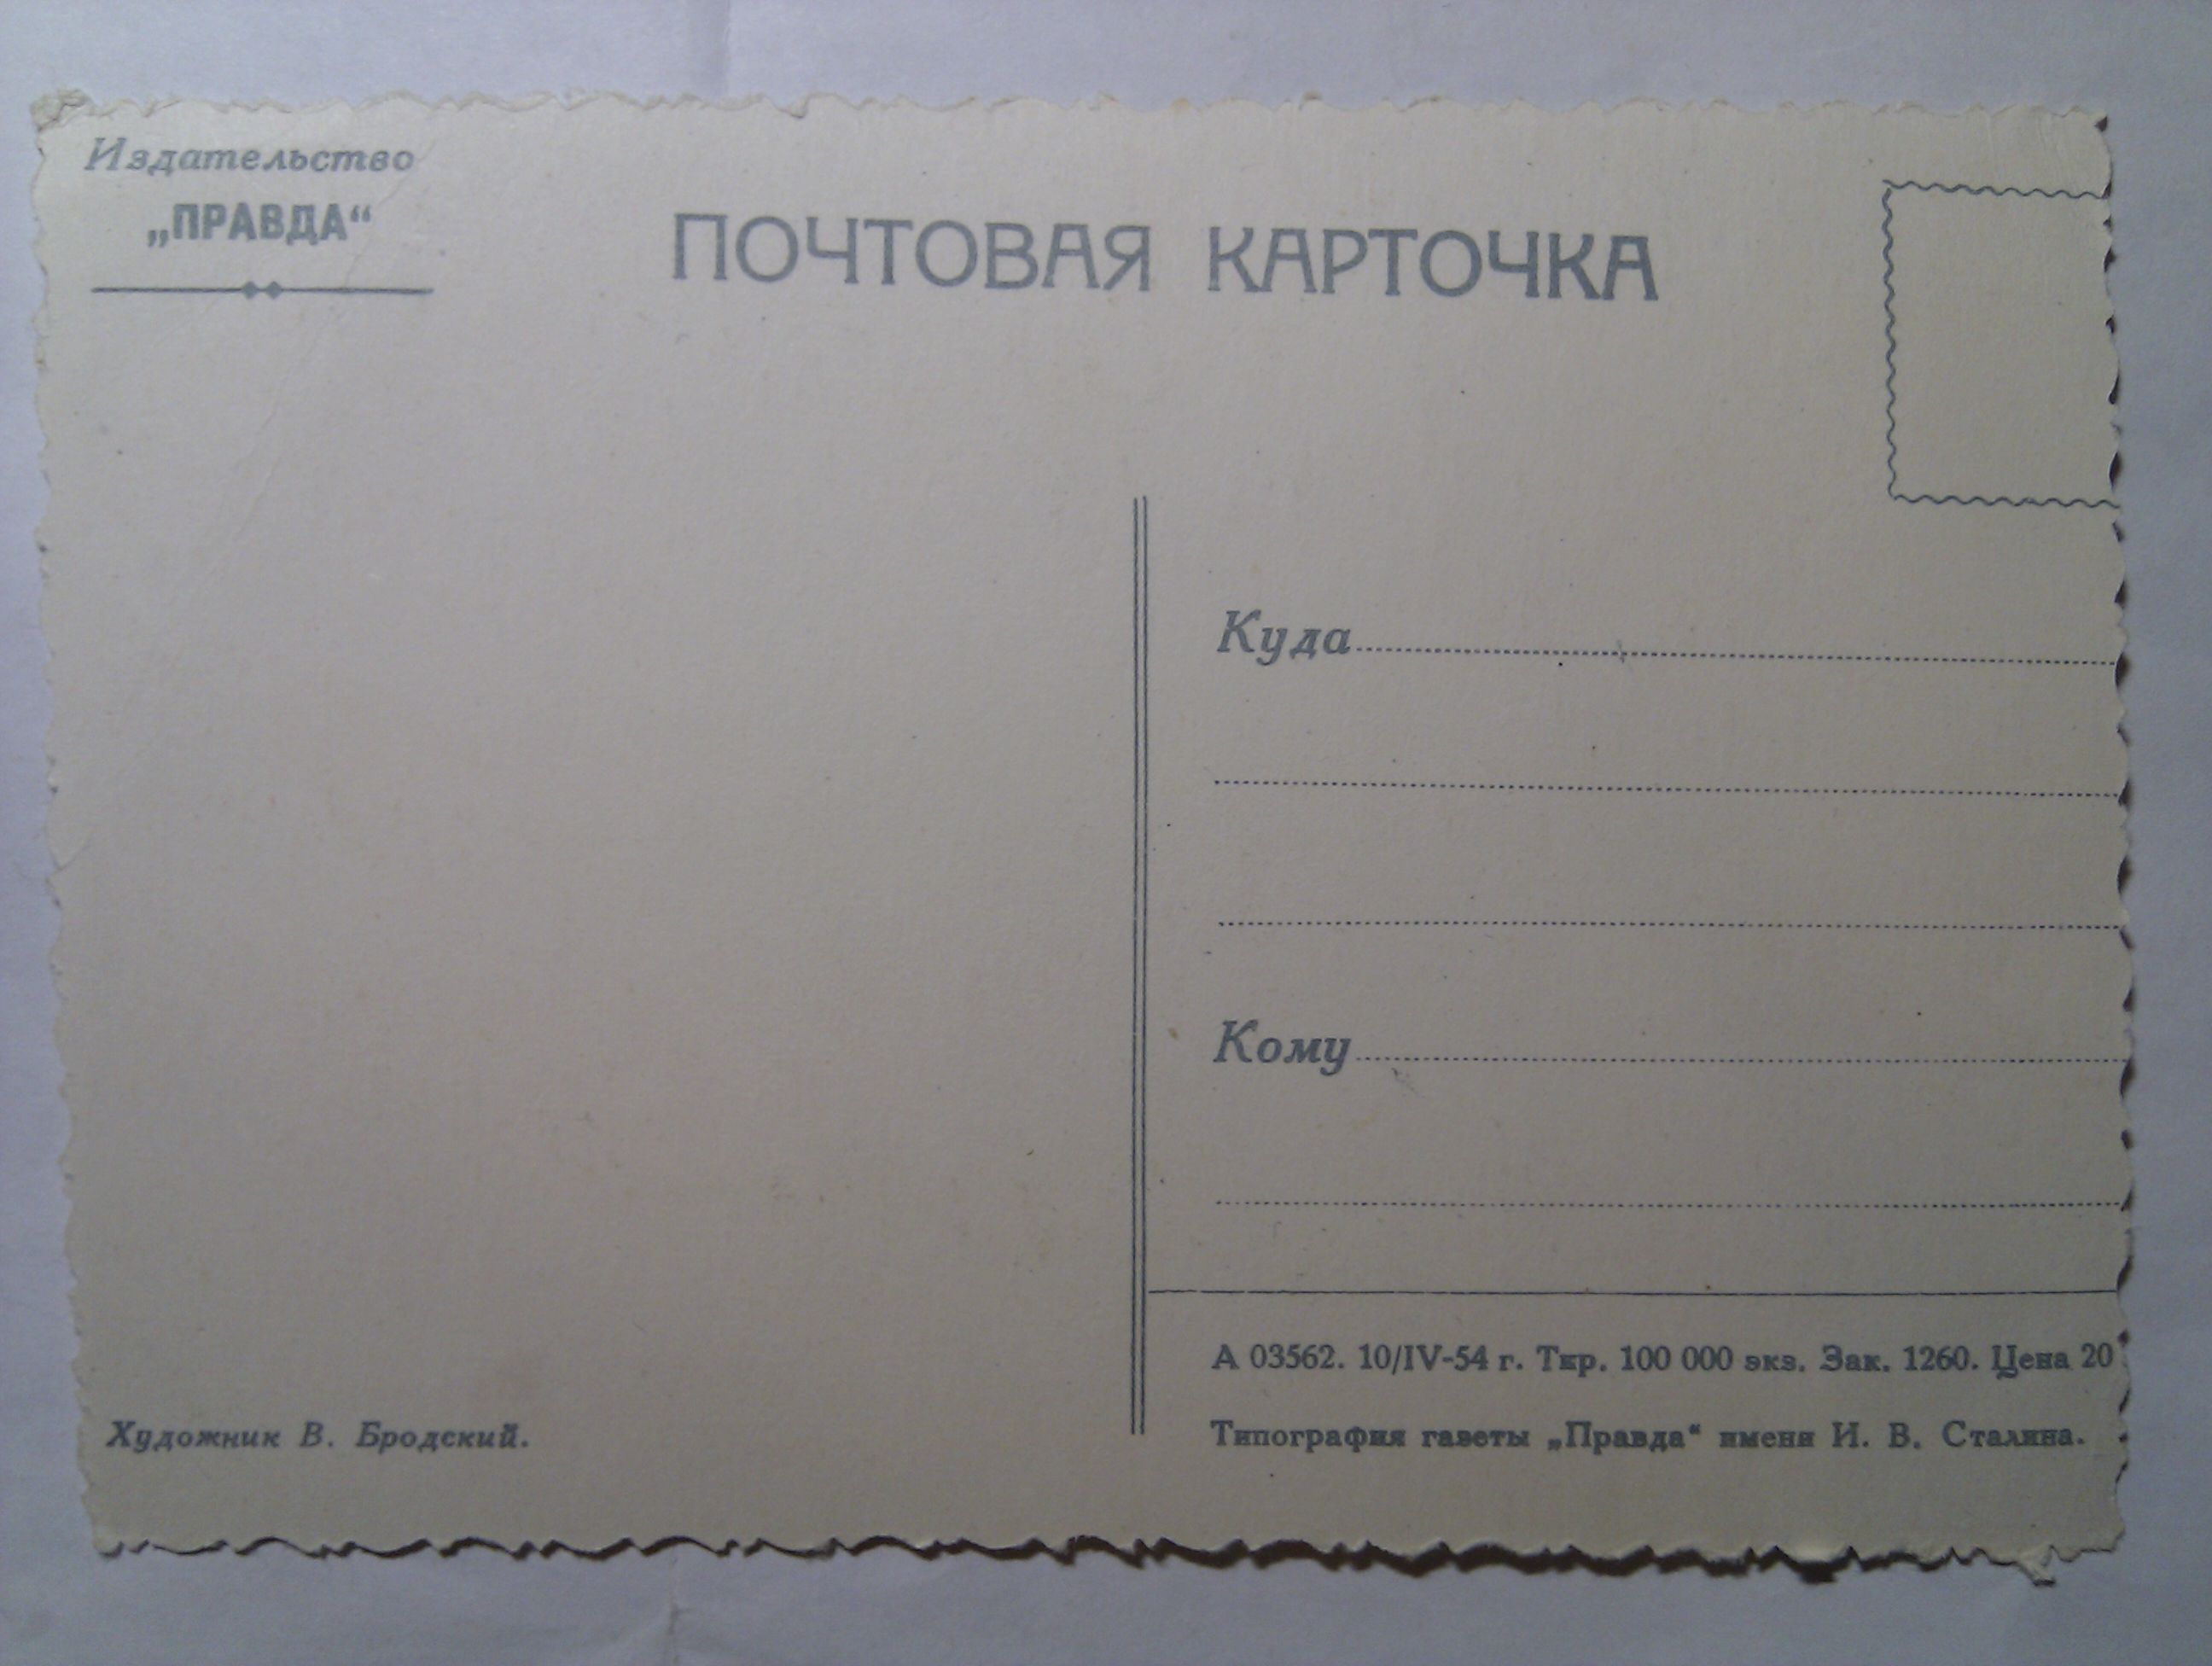 Издательство
„ПРАВДА“
ПОЧТОВАЯ КАРТОЧКА
Куда
Кому
А 03562. 10/IV-54 г. Тир. 100 000 экз. Зак. 1260. Цена 20
Художник В. Бродский.
Типография газеты „Правда“ имени И. В. Сталина.